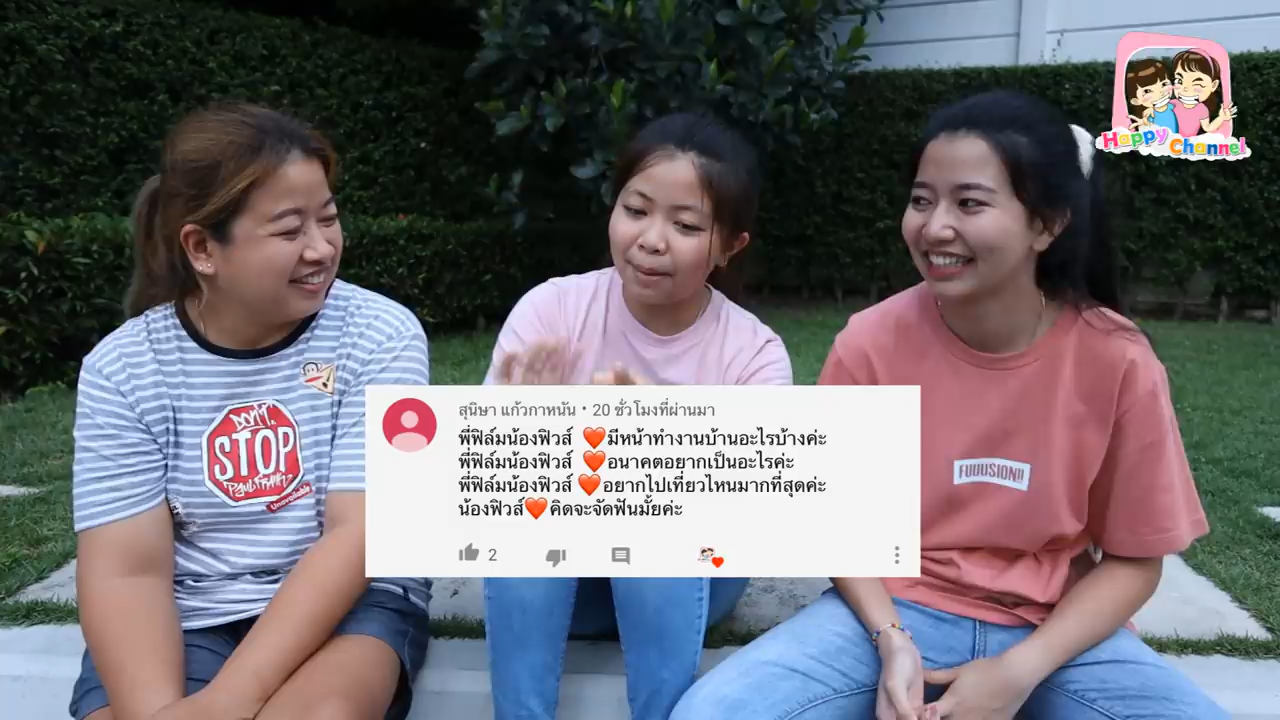 Happy Channel
DON'T
STOP
PAUL FRANK
Unavailable
FUUUSION!!
สุนิษา แก้วกาหนัน • 20 ชั่วโมงที่ผ่านมา
พี่ฟิล์มน้องฟิวส์ ❤️มีหน้าทำงานบ้านอะไรบ้างค่ะ
พี่ฟิล์มน้องฟิวส์ ❤️อนาคตอยากเป็นอะไรค่ะ
พี่ฟิล์มน้องฟิวส์ ❤️อยากไปเที่ยวไหนมากที่สุดค่ะ
น้องฟิวส์❤️คิดจะจัดฟันมั้ยค่ะ
2